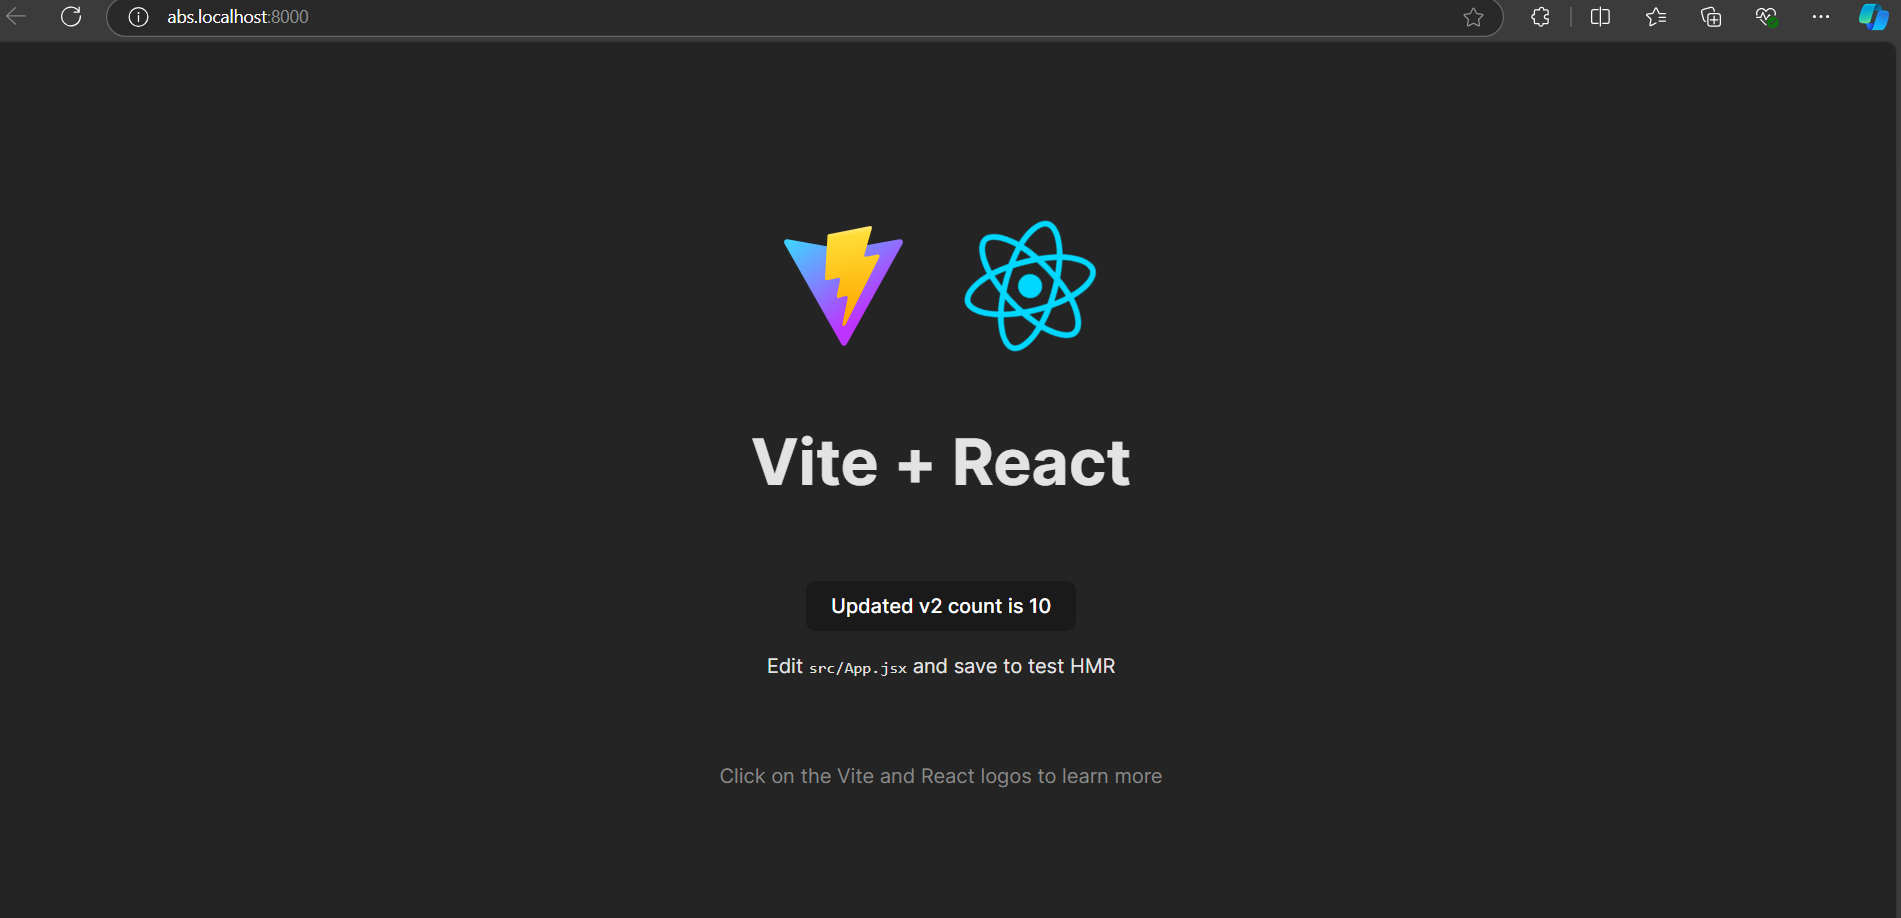 abs.localhost:8000
Vite + React
Updated v2 count is 10
Edit src/App.jsx and save to test HMR
Click on the Vite and React logos to learn more